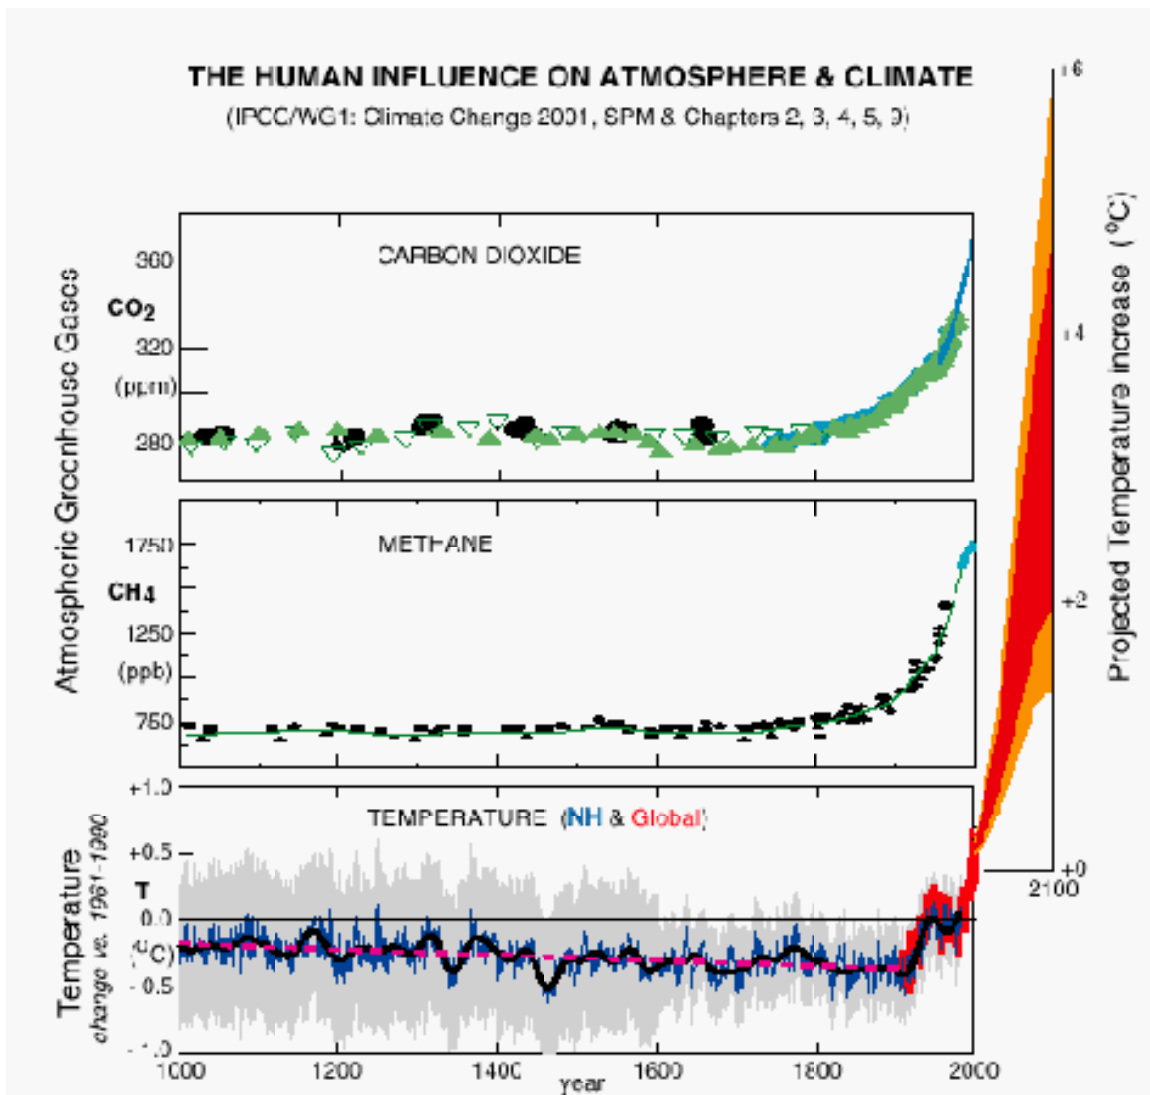 THE HUMAN INFLUENCE ON ATMOSPHERE & CLIMATE
(IPCC/WG1: Climate Change 2001, SPM & Chapters 2, 3, 4, 5, 9)
Atmospheric Greenhouse Gases
CARBON DIOXIDE
360
CO2
320
(ppm)
280
METHANE
1750
CH4
1250
(ppb)
750
TEMPERATURE (NH & Global)
Temperature
change vs. 1961-1990
+1.0
+0.5
T
0.0
(°C)
-0.5
-1.0
1000 1200 1400 1600 1800 2000
year
Projected Temperature increase (°C)
+6
+4
+2
+0
2100